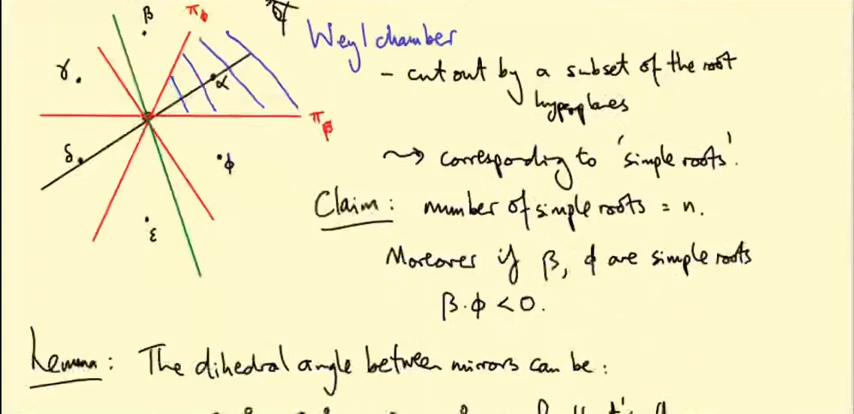 β
π_ϕ
Weyl chamber
γ
α
- cut out by a subset of the root
hyperplanes
π_β
δ
ϕ
⇝ corresponding to 'simple roots'.
ε
Claim: number of simple roots = n.
Moreover if β, ϕ are simple roots
β·ϕ < 0.
Lemma: The dihedral angle between mirrors can be: